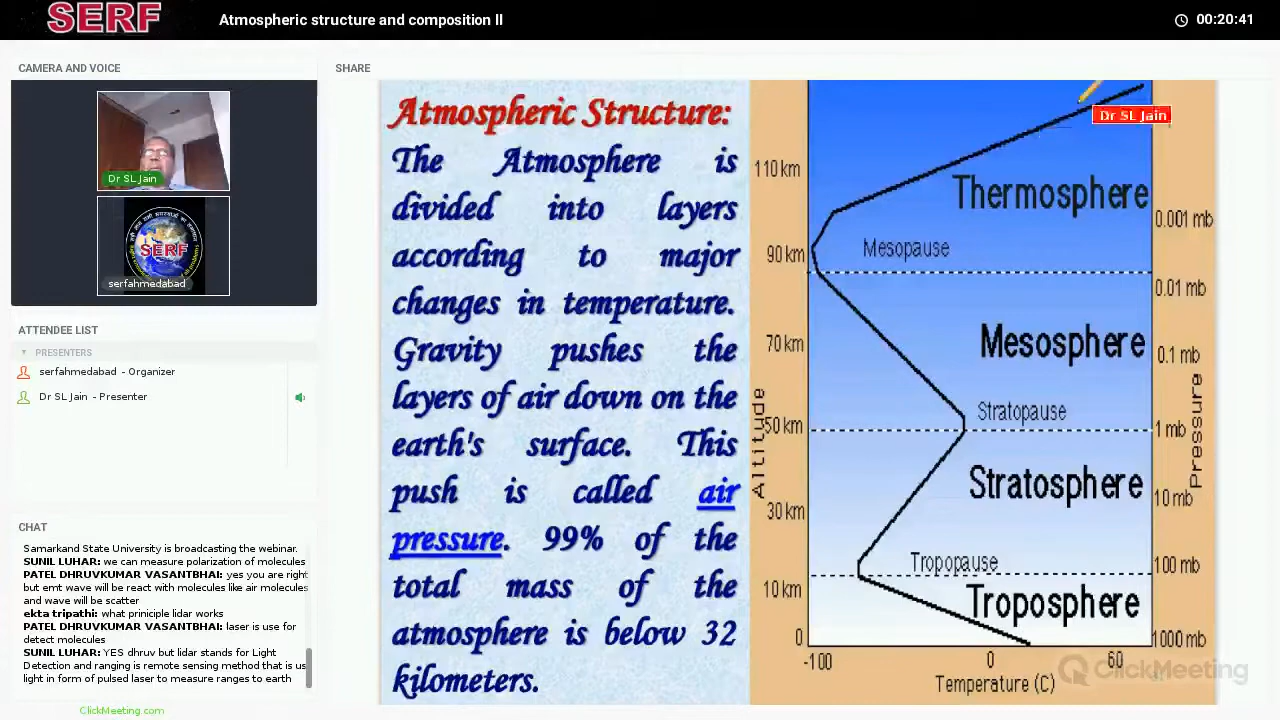 SERF
Atmospheric structure and composition II
00:20:41
CAMERA AND VOICE
SHARE
Dr SL Jain
SERF
serfahmedabad
ATTENDEE LIST
PRESENTERS
serfahmedabad - Organizer
Dr SL Jain - Presenter
CHAT
Samarkand State University is broadcasting the webinar.
SUNIL LUHAR: we can measure polarization of molecules
PATEL DHRUVKUMAR VASANTBHAI: yes you are right
but emt wave will be react with molecules like air molecules
and wave will be scatter
ekta tripathi: what priniciple lidar works
PATEL DHRUVKUMAR VASANTBHAI: laser is use for
detect molecules
SUNIL LUHAR: YES dhruv but lidar stands for Light
Detection and ranging is remote sensing method that is us
light in form of pulsed laser to measure ranges to earth
ClickMeeting.com
Atmospheric Structure:
The Atmosphere is
divided into layers
according to major
changes in temperature.
Gravity pushes the
layers of air down on the
earth's surface. This
push is called air
pressure. 99% of the
total mass of the
atmosphere is below 32
kilometers.
Dr SL Jain
110 km
Thermosphere
0.001 mb
90 km
Mesopause
0.01 mb
70 km
Mesosphere
0.1 mb
Altitude
Pressure
Stratopause
50 km
1 mb
Stratosphere
10 mb
30 km
Tropopause
100 mb
10 km
Troposphere
0
1000 mb
-100
0
60
Temperature (C)
ClickMeeting